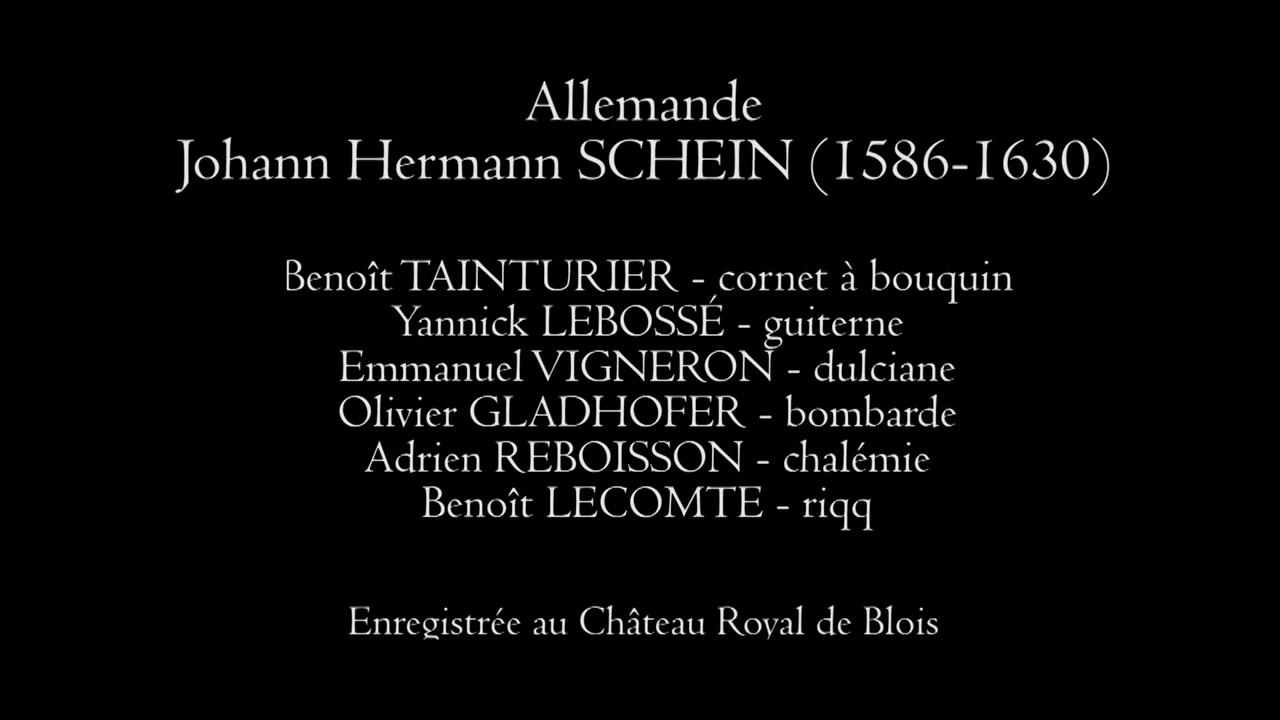 Allemande
Johann Hermann SCHEIN (1586-1630)
Benoît TAINTURIER - cornet à bouquin
Yannick LEBOSSÉ - guiterne
Emmanuel VIGNERON - dulciane
Olivier GLADHOFER - bombarde
Adrien REBOISSON - chalémie
Benoît LECOMTE - riqq
Enregistrée au Château Royal de Blois